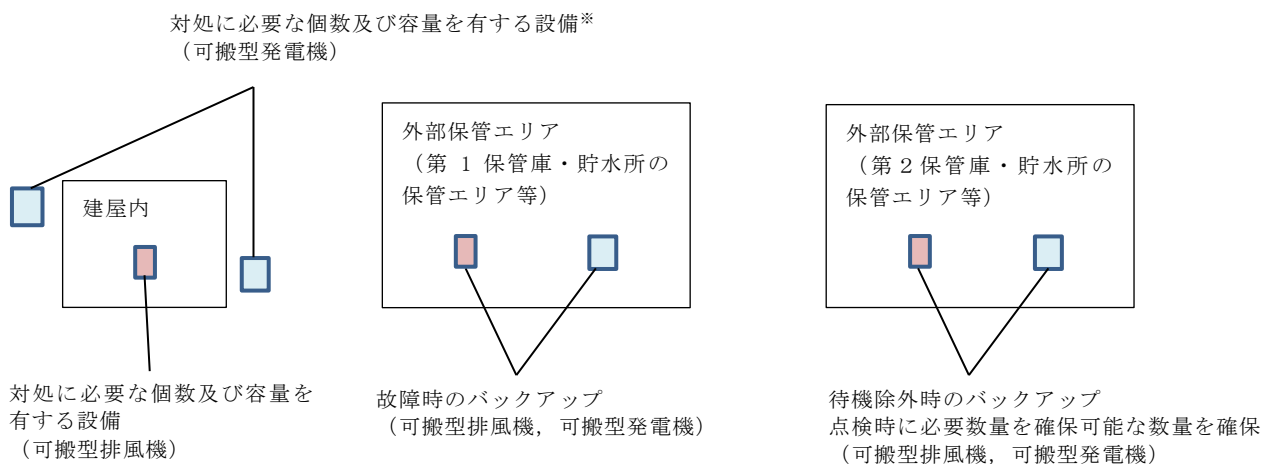 対処に必要な個数及び容量を有する設備※
（可搬型発電機）
建屋内
対処に必要な個数及び容量を
有する設備
（可搬型排風機）
外部保管エリア
（第 1 保管庫・貯水所の
保管エリア等）
故障時のバックアップ
（可搬型排風機，可搬型発電機）
外部保管エリア
（第２保管庫・貯水所の
保管エリア等）
待機除外時のバックアップ
点検時に必要数量を確保可能な数量を確保
（可搬型排風機，可搬型発電機）